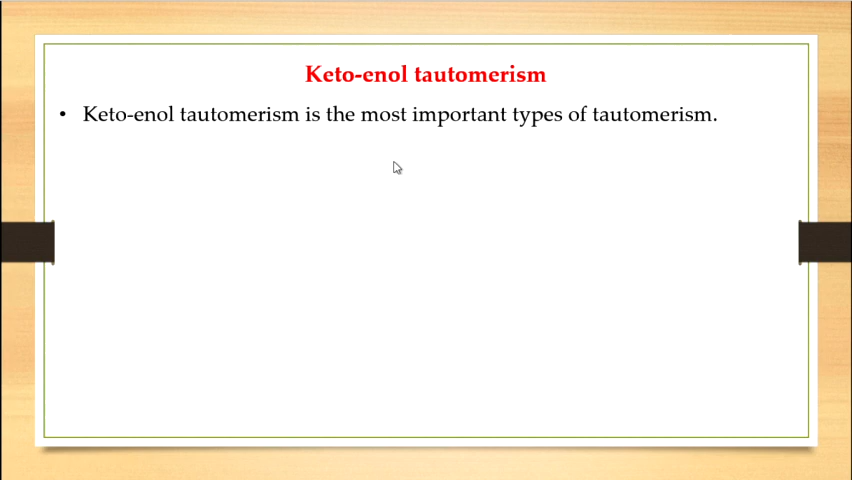 Keto-enol tautomerism
• Keto-enol tautomerism is the most important types of tautomerism.